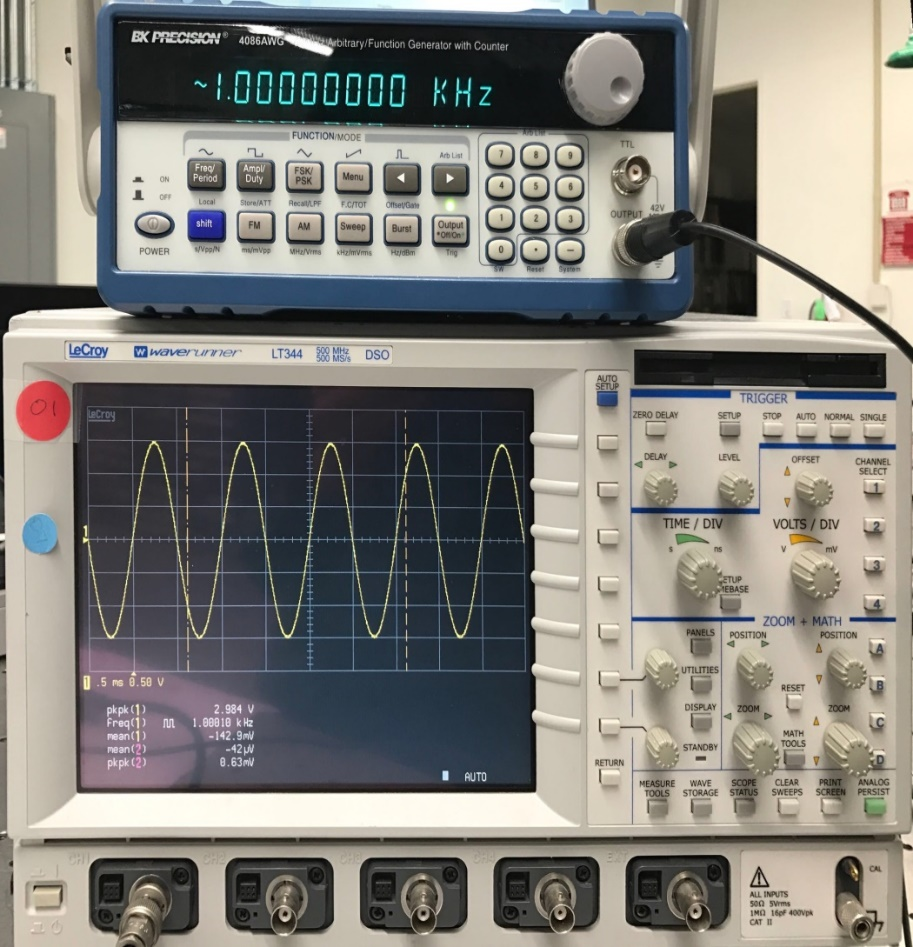 BK PRECISION® 4086AWG Arbitrary/Function Generator with Counter
~1.00000000 KHz
FUNCTION/MODE
Arb List
Arb List
ON
OFF
POWER
Freq/Period
Ampl/Duty
FSK/PSK
Menu
Local
Store/ATT
Recall/LPF
F.C/TOT
Offset/Gate
shift
FM
AM
Sweep
Burst
Output
Off/On
s/Vpp/N
ms/mVpp
MHz/Vrms
kHz/mVrms
Hz/dBm
Trig
7 8 9
4 5 6
1 2 3
0 • −
SW
Reset
System
TTL
OUTPUT
42V
LeCroy waverunner LT344 500 MHz 500 MS/s DSO
01
LeCroy
1
1 .5 ms 0.50 V
pkpk(1) 2.984 V
freq(1) 1.00010 kHz
mean(1) -142.9mV
mean(2) -42µV
pkpk(2) 0.63mV
AUTO
AUTO SETUP
RETURN
TRIGGER
ZERO DELAY
SETUP
STOP
AUTO
NORMAL
SINGLE
DELAY
LEVEL
OFFSET
CHANNEL SELECT
1
2
3
4
TIME / DIV
s
ns
VOLTS / DIV
V
mV
ZOOM + MATH
PANELS
UTILITIES
DISPLAY
STANDBY
POSITION
POSITION
ZOOM
ZOOM
RESET
MATH TOOLS
A
B
C
D
MEASURE TOOLS
WAVE STORAGE
SCOPE STATUS
CLEAR SWEEPS
PRINT SCREEN
ANALOG PERSIST
CH1
CH2
CH3
CH4
EXT
ALL INPUTS
50Ω 5Vrms
1MΩ 16pF 400Vpk
CAT II
CAL